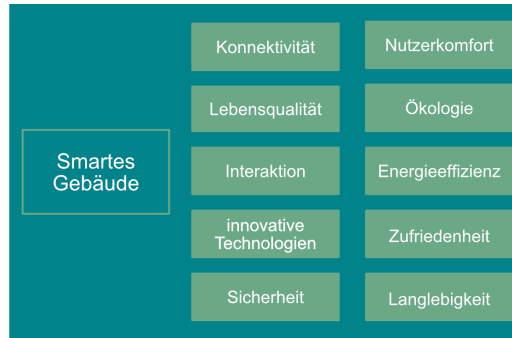 Smartes
Gebäude
Konnektivität
Lebensqualität
Interaktion
innovative
Technologien
Sicherheit
Nutzerkomfort
Ökologie
Energieeffizienz
Zufriedenheit
Langlebigkeit